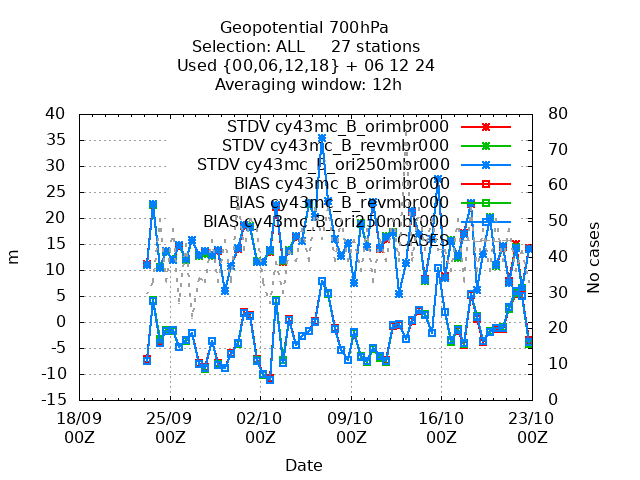 Geopotential 700hPa
Selection: ALL 27 stations
Used {00,06,12,18} + 06 12 24
Averaging window: 12h
40 80
35 70
30 60
25 50
20
15 40
10 30
5
0 20
-5
-10 10
-15 0
STDV cy43mc_B_orimbr000
STDV cy43mc_B_revmbr000
STDV cy43mc_B_ori250mbr000
BIAS cy43mc_B_orimbr000
BIAS cy43mc_B_revmbr000
BIAS cy43mc_B_ori250mbr000
CASES
m
No cases
18/09 25/09 02/10 09/10 16/10 23/10
00Z 00Z 00Z 00Z 00Z 00Z
Date